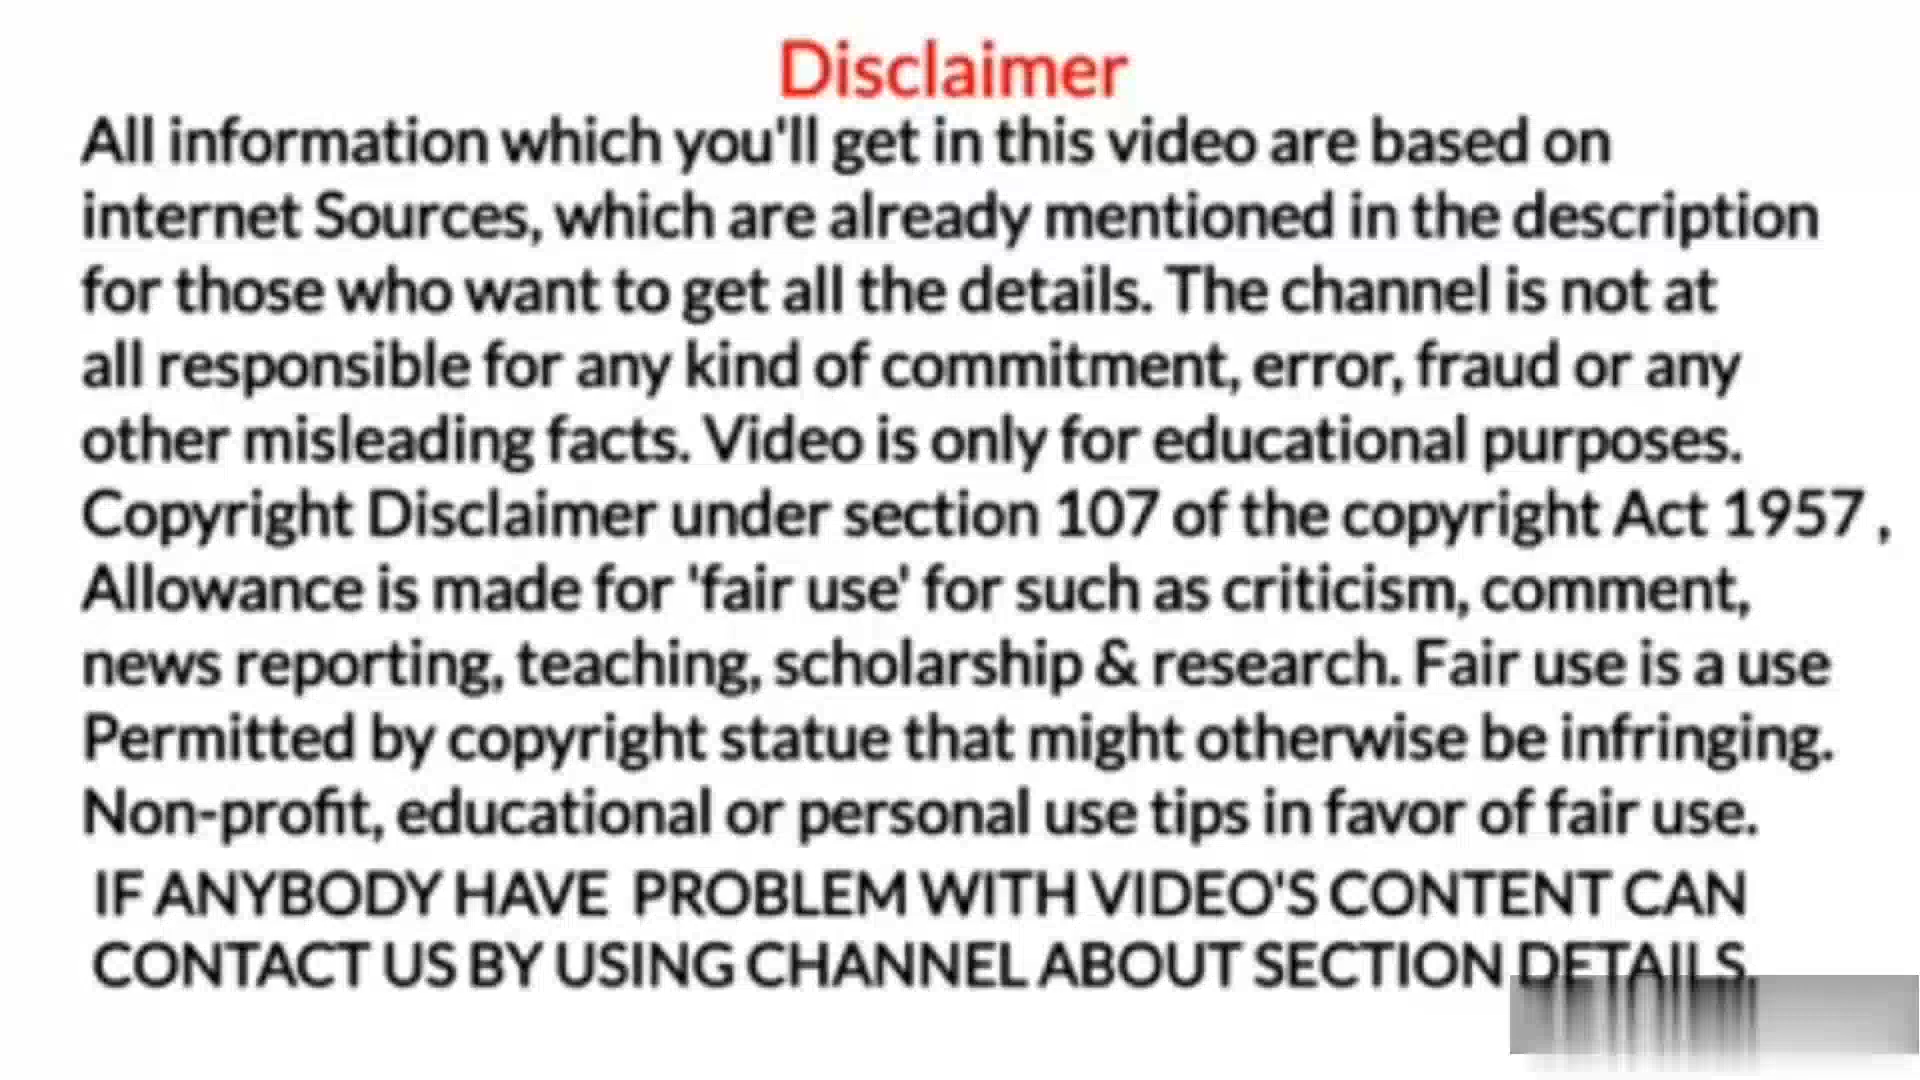 Disclaimer
All information which you'll get in this video are based on
internet Sources, which are already mentioned in the description
for those who want to get all the details. The channel is not at
all responsible for any kind of commitment, error, fraud or any
other misleading facts. Video is only for educational purposes.
Copyright Disclaimer under section 107 of the copyright Act 1957 ,
Allowance is made for 'fair use' for such as criticism, comment,
news reporting, teaching, scholarship & research. Fair use is a use
Permitted by copyright statue that might otherwise be infringing.
Non-profit, educational or personal use tips in favor of fair use.
IF ANYBODY HAVE PROBLEM WITH VIDEO'S CONTENT CAN
CONTACT US BY USING CHANNEL ABOUT SECTION DETAILS.